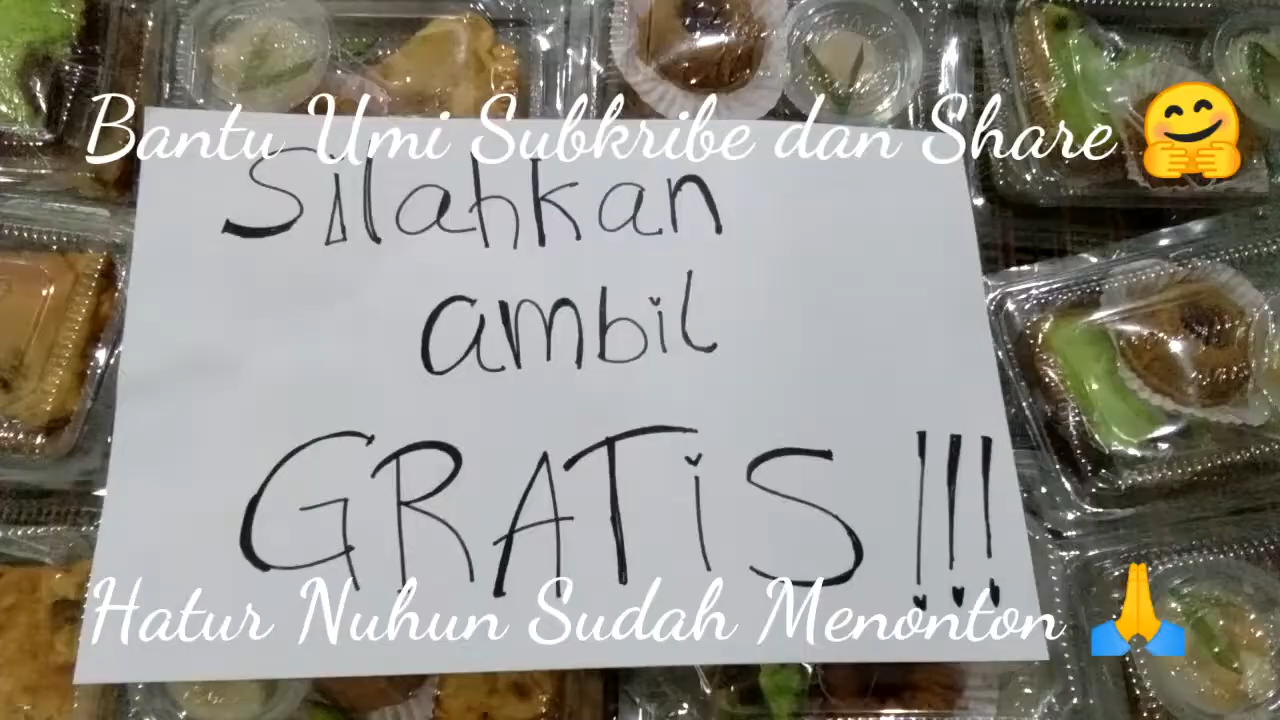 Bantu Umi Subkribe dan Share 🤗
Silahkan
ambil
GRATiS !!!
Hatur Nuhun Sudah Menonton 🙏